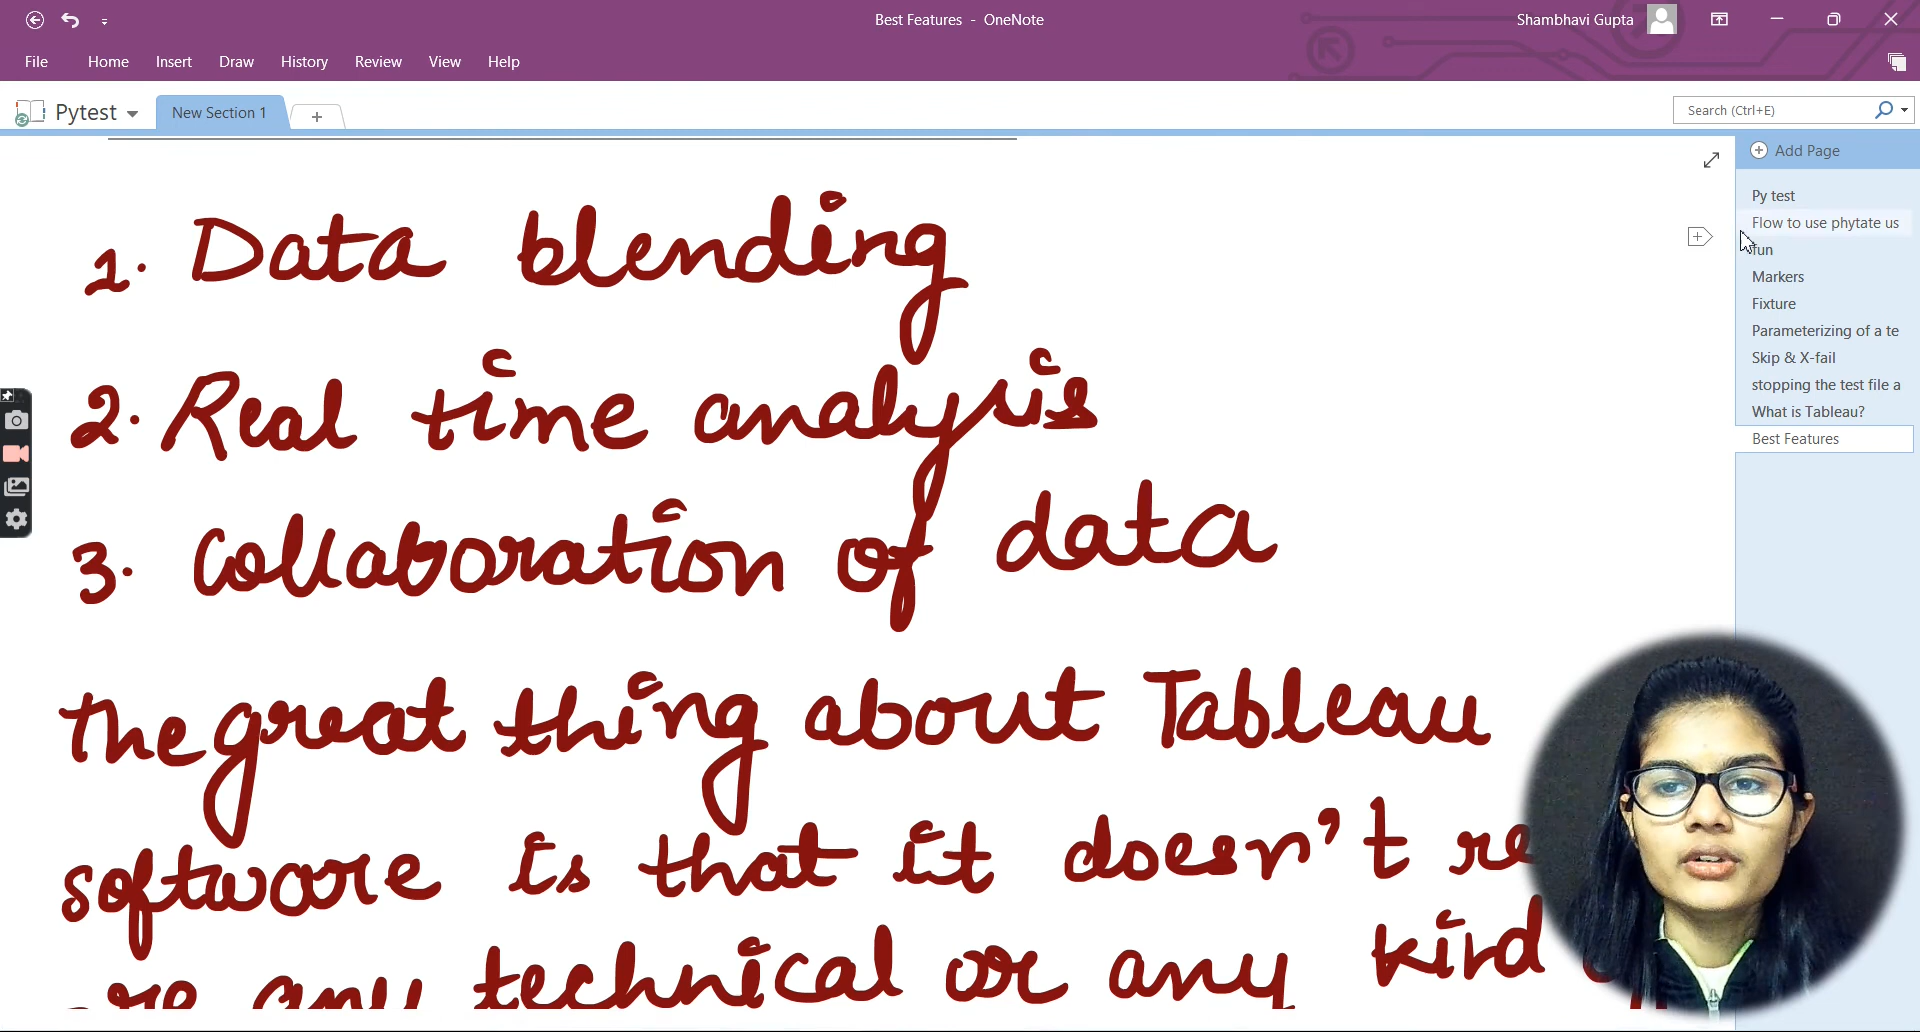 Best Features - OneNote
Shambhavi Gupta
File Home Insert Draw History Review View Help
Pytest
New Section 1
Search (Ctrl+E)
Add Page
Py test
Flow to use phytate us
fun
Markers
Fixture
Parameterizing of a te
Skip & X-fail
stopping the test file a
What is Tableau?
Best Features
1. Data blending
2. Real time analysis
3. Collaboration of data
the great thing about Tableau
software is that it doesn't re
any technical or any kind